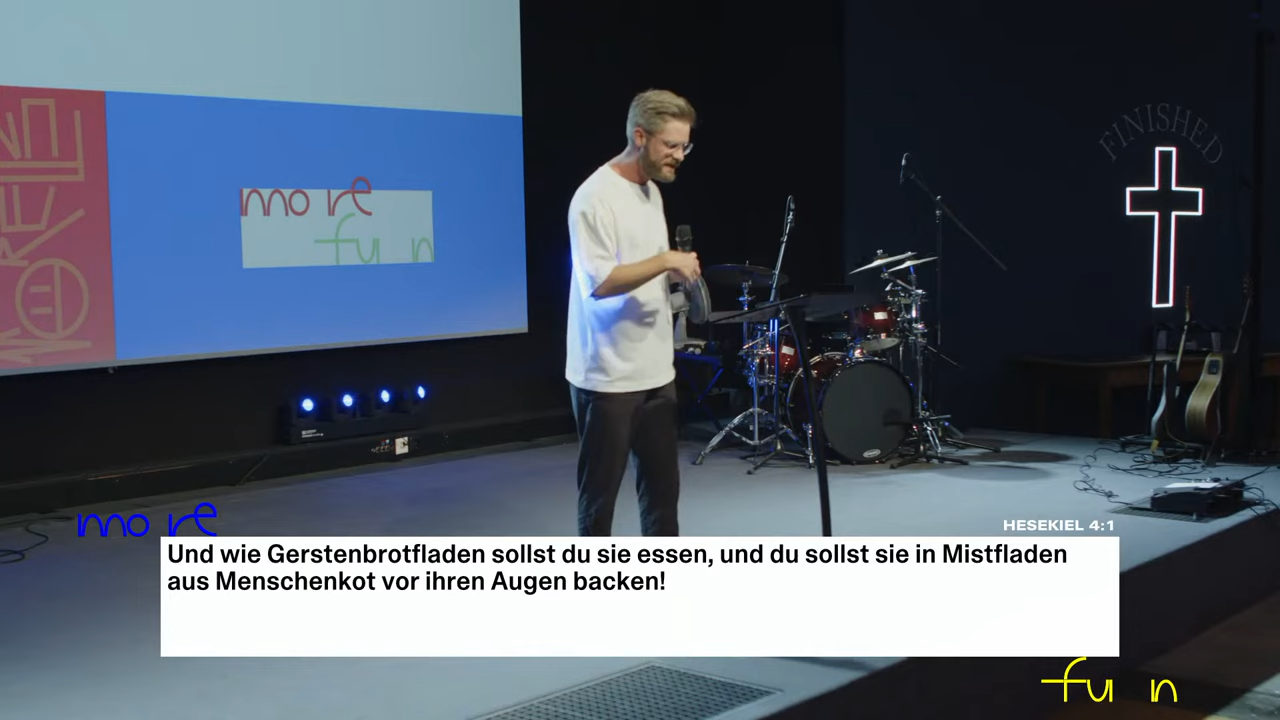 FINISHED
MORE
mo re
fu n
mo re
HESEKIEL 4:1
Und wie Gerstenbrotfladen sollst du sie essen, und du sollst sie in Mistfladen
aus Menschenkot vor ihren Augen backen!
fu n